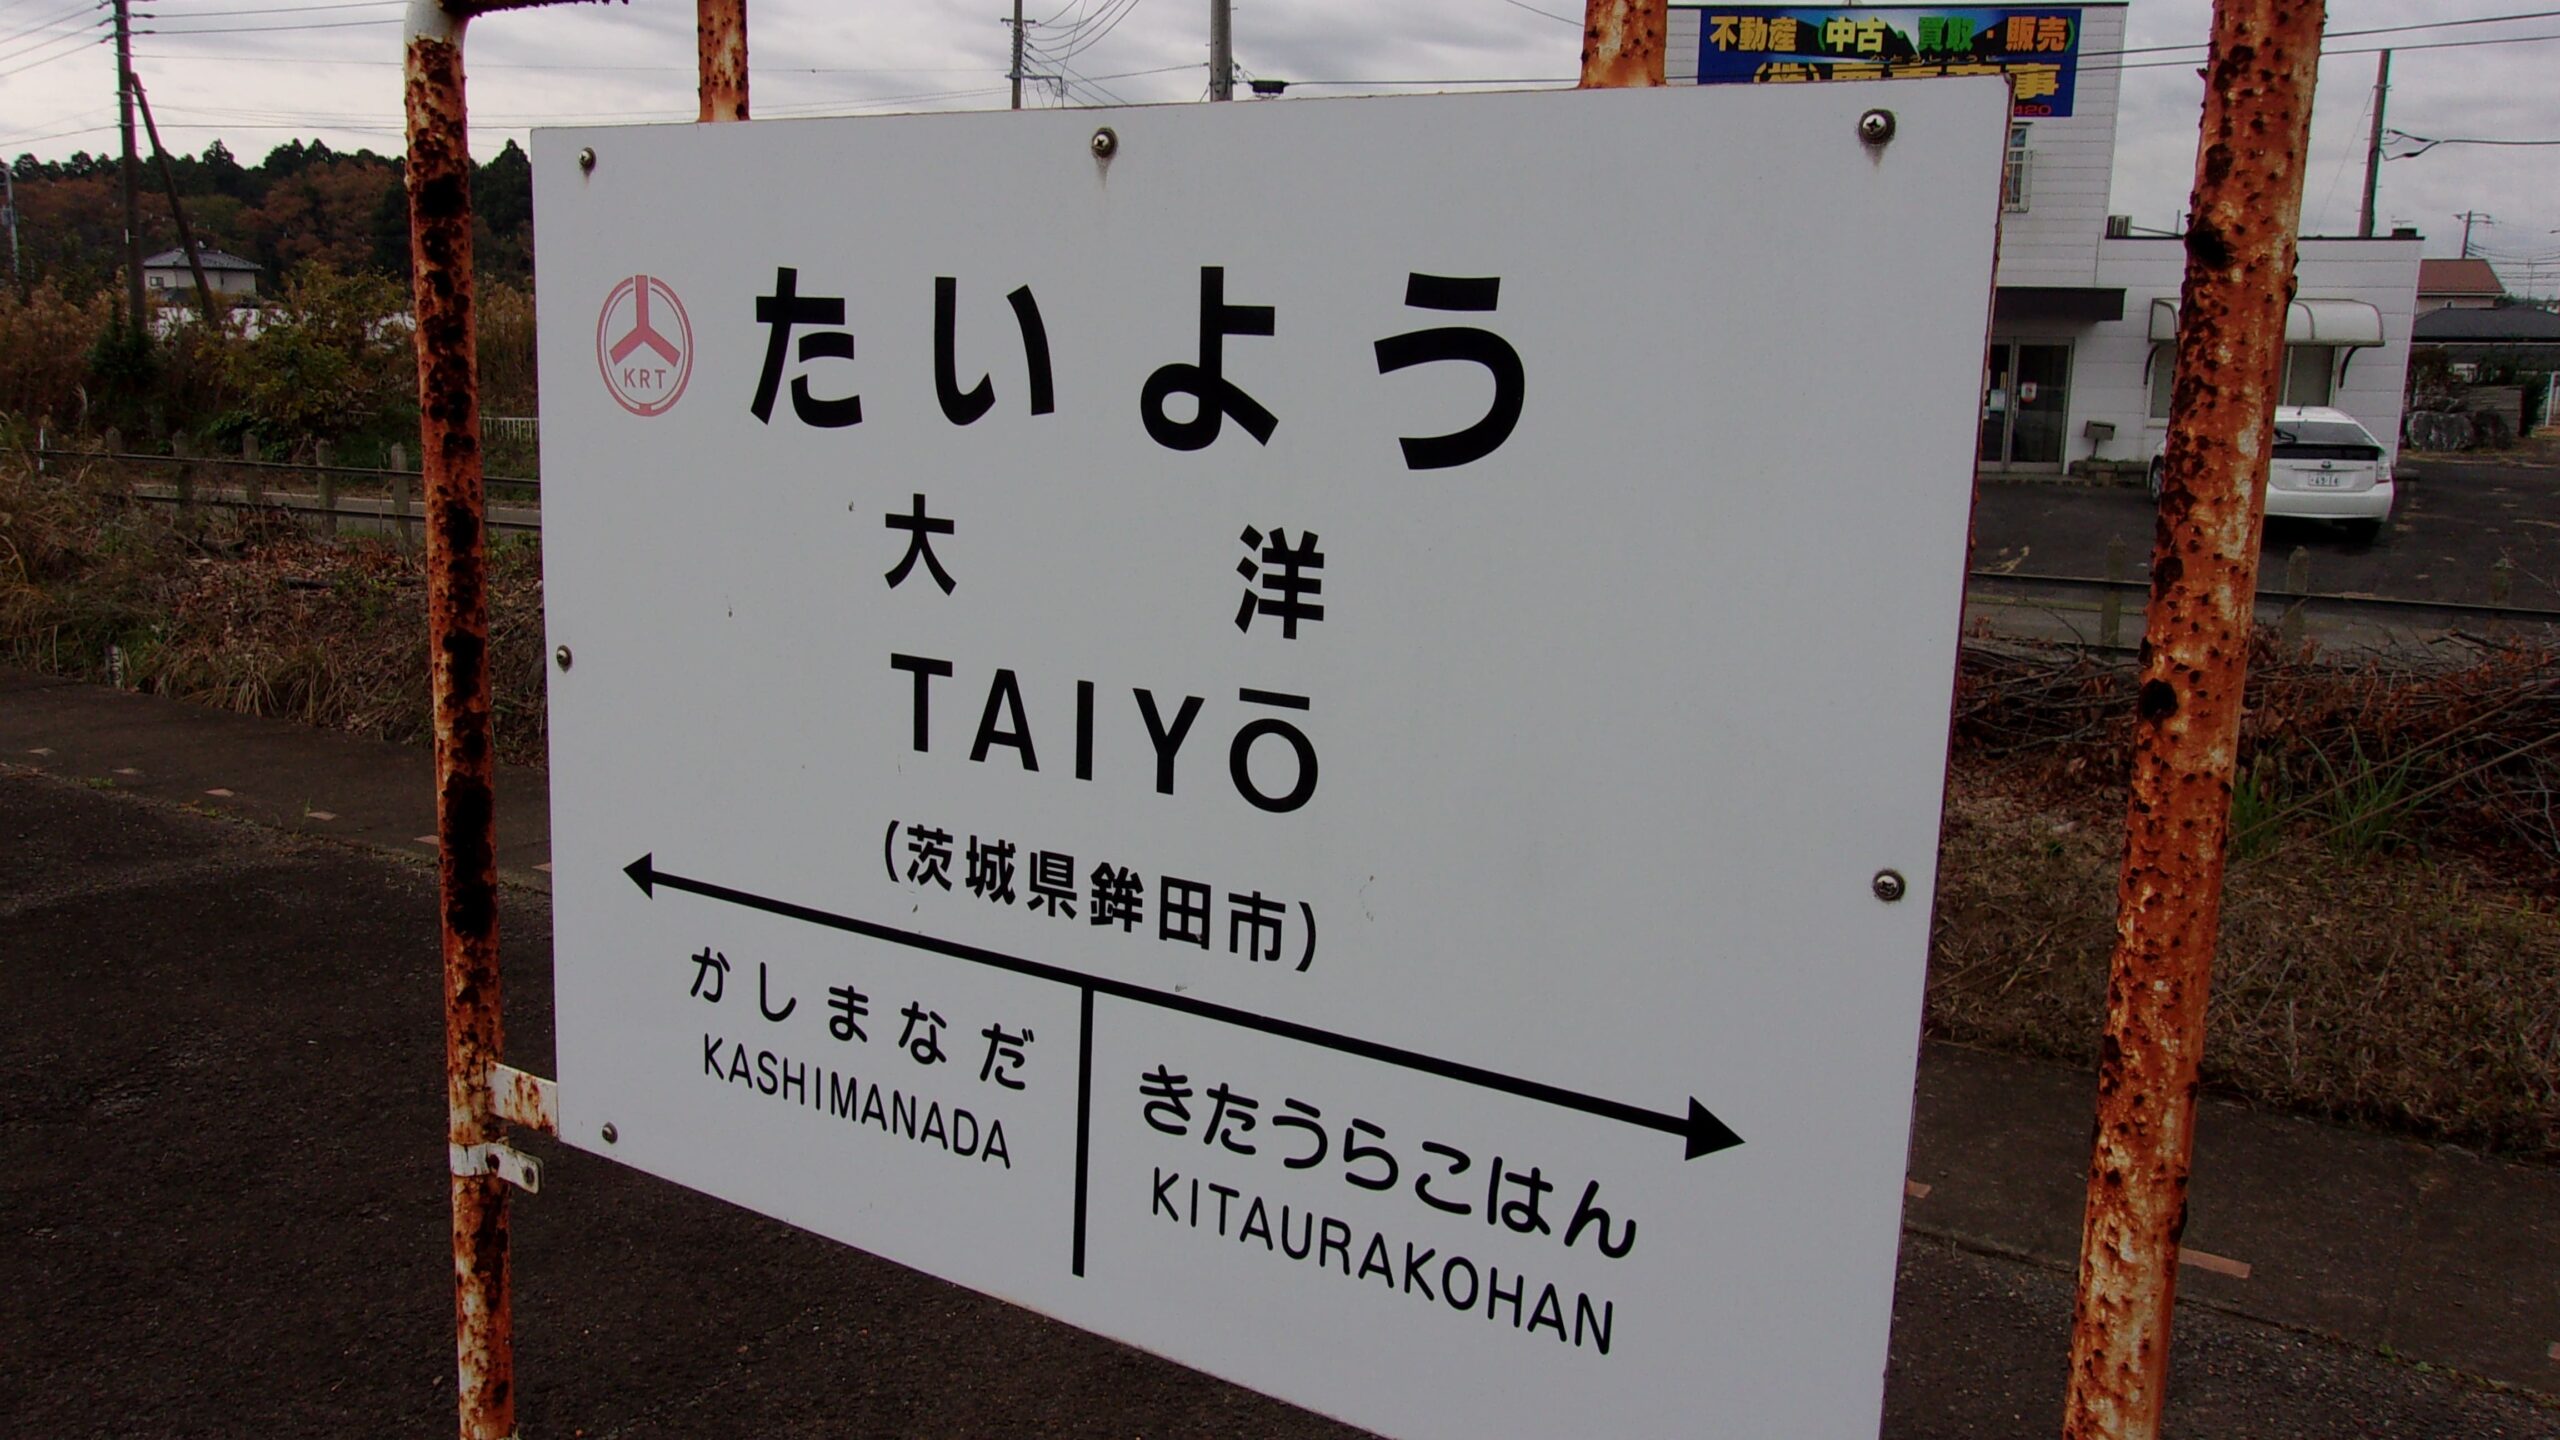 不動産(中古・買取・販売)
KRT
たいよう
大洋
TAIYŌ
(茨城県鉾田市)
かしまなだ
KASHIMANADA
きたうらこはん
KITAURAKOHAN